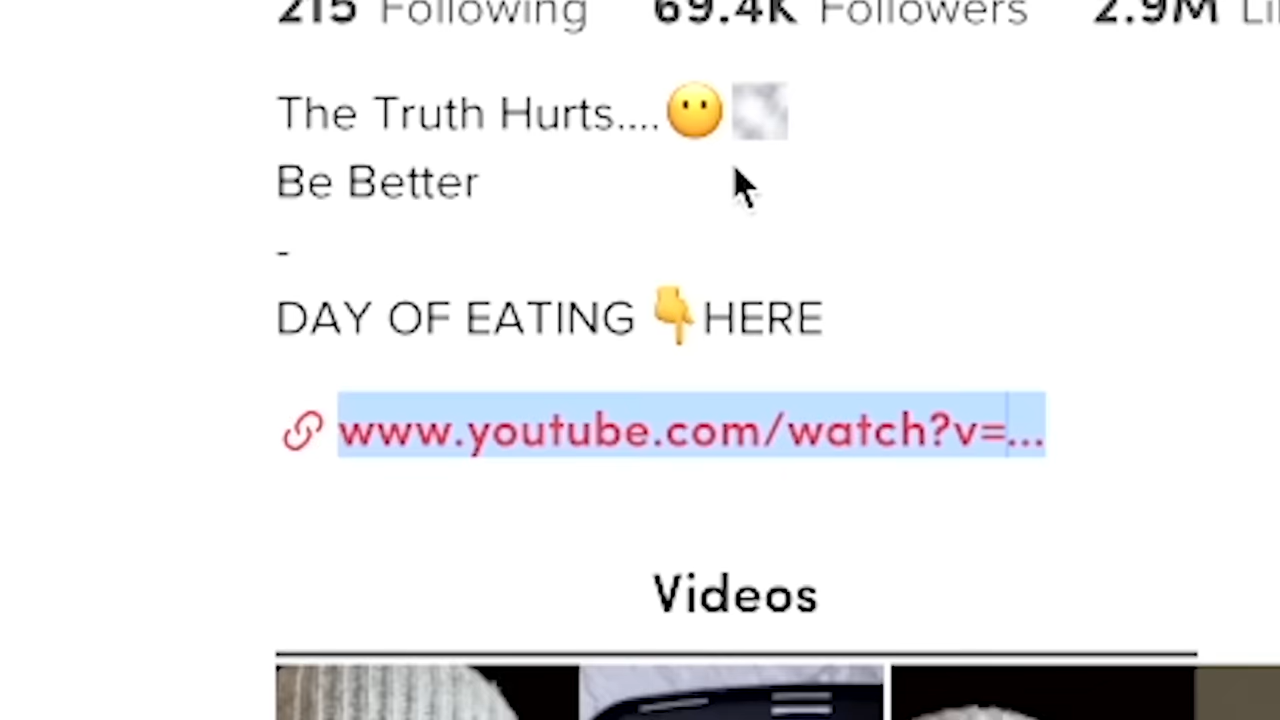 215 Following 69.4K Followers 2.9M
The Truth Hurts....😶
Be Better
-
DAY OF EATING 👇HERE
www.youtube.com/watch?v=...
Videos